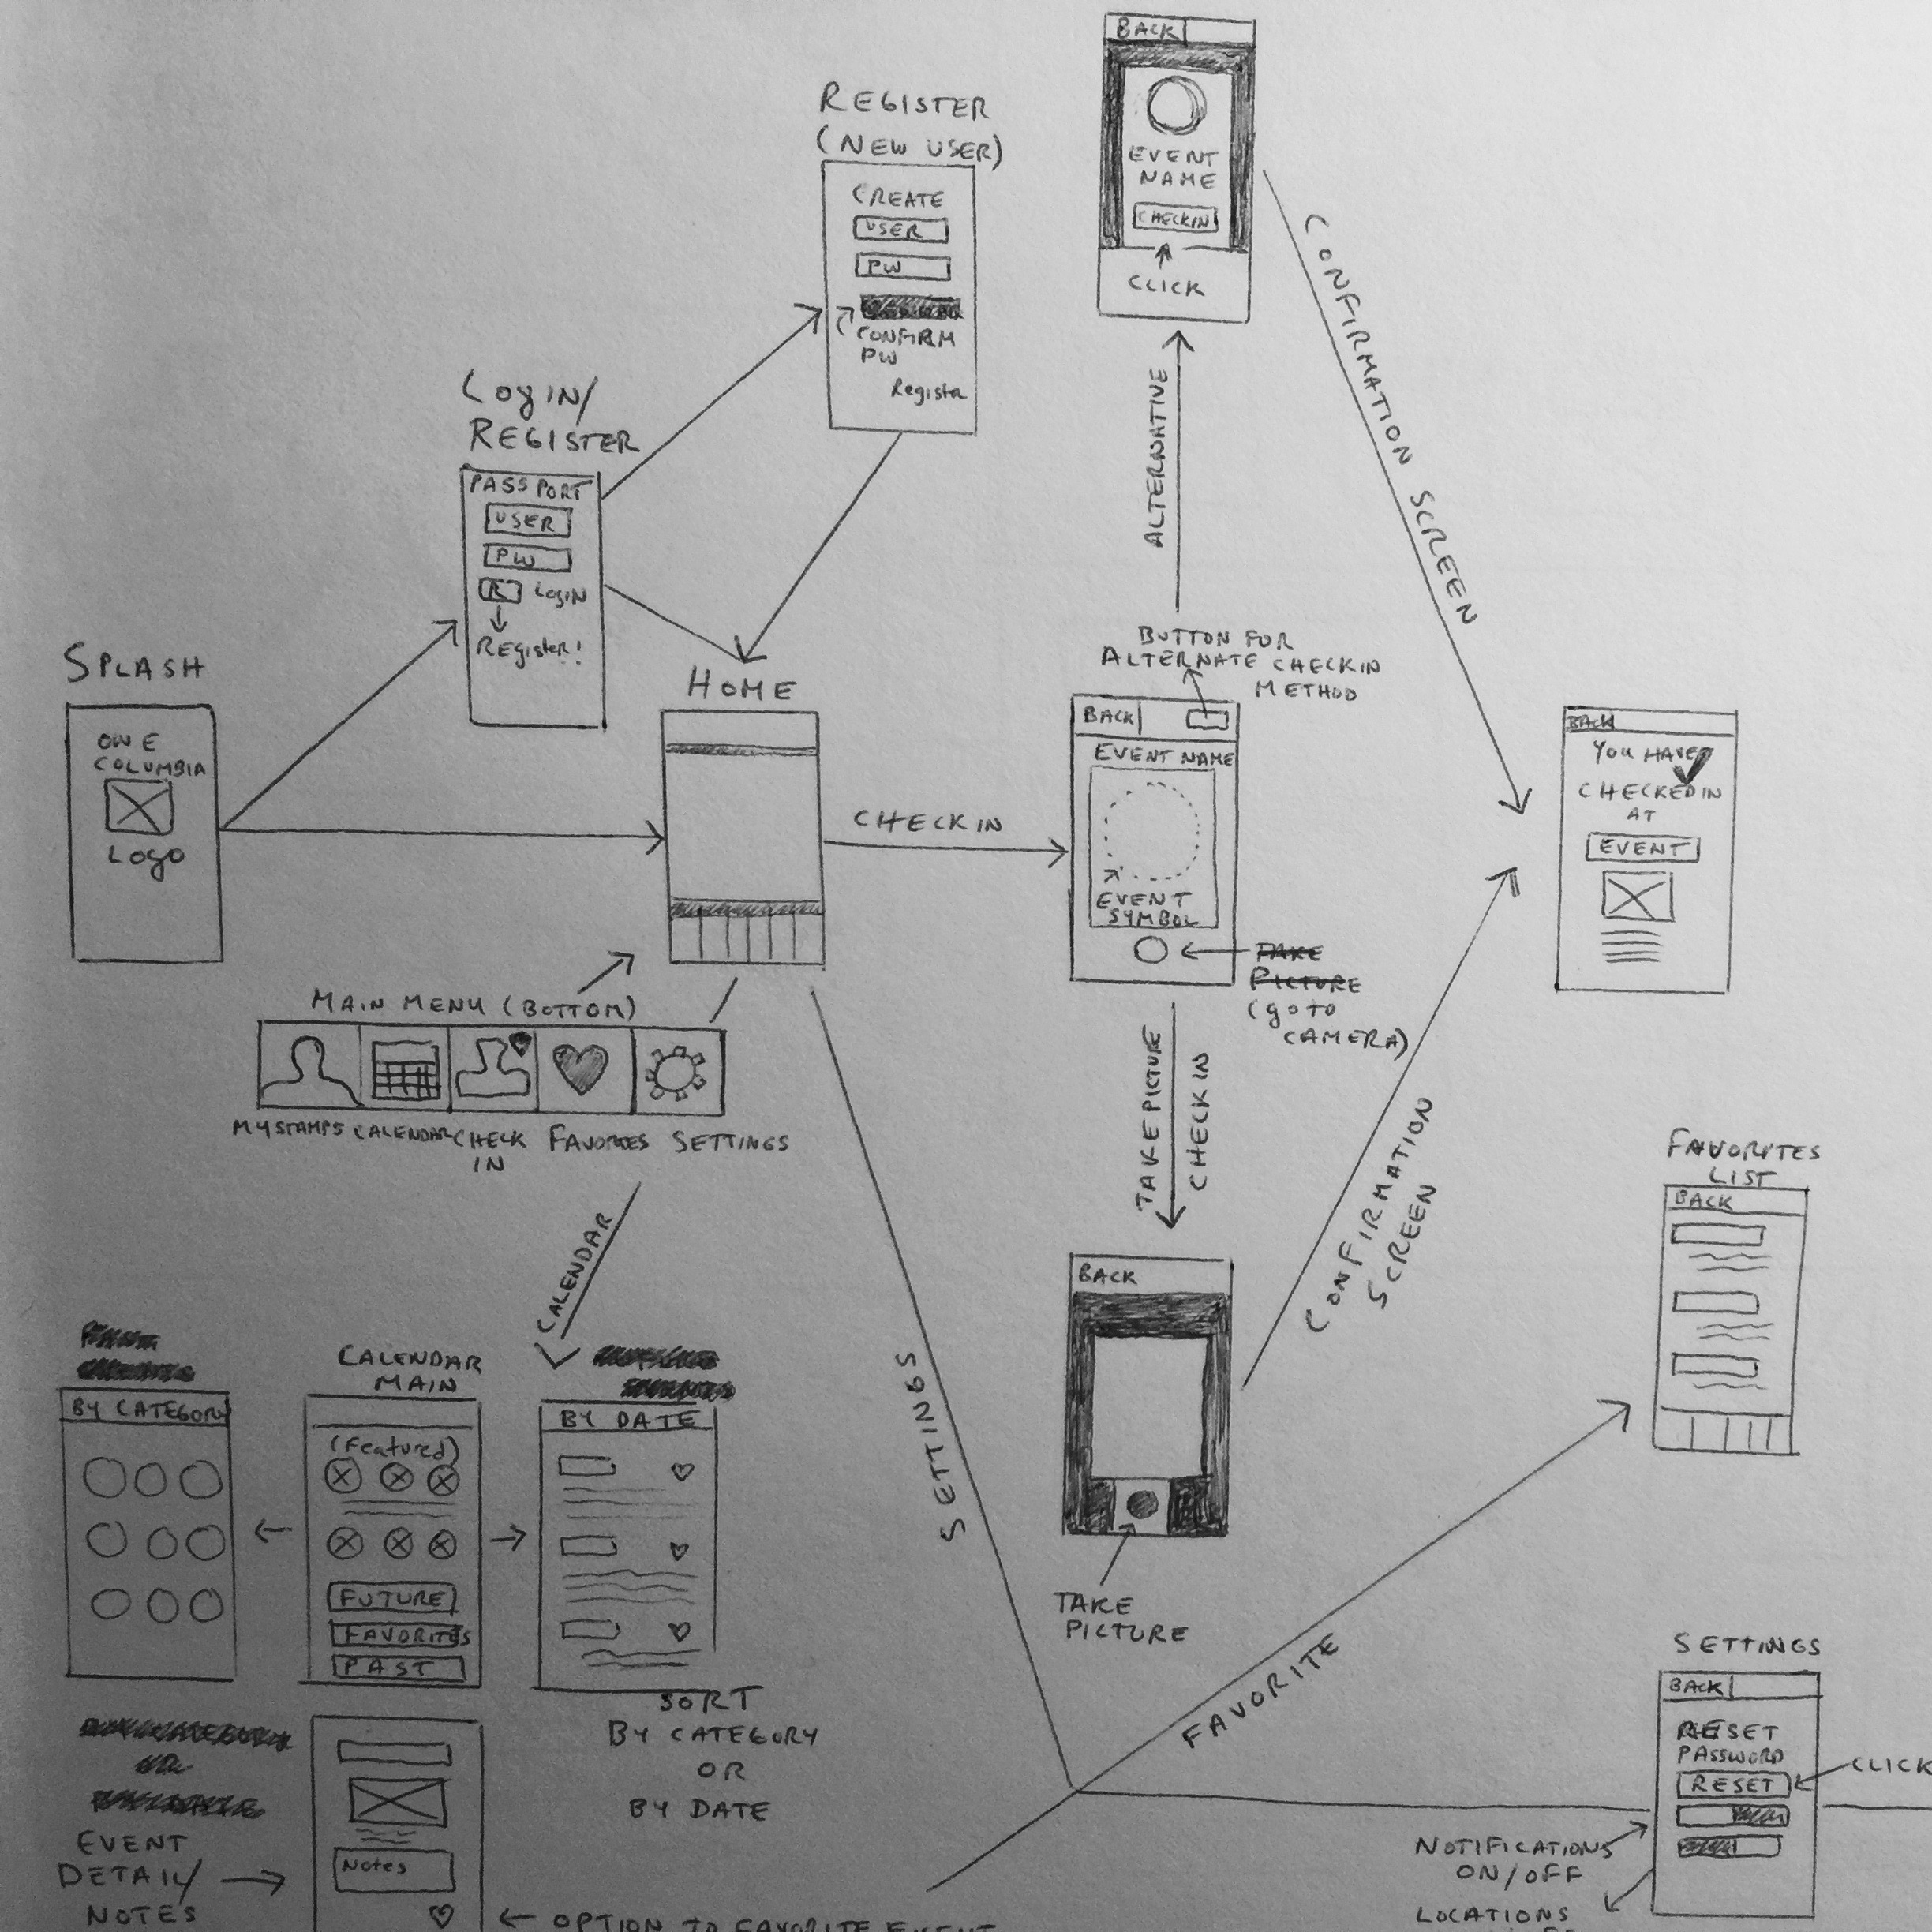 BACK
EVENT
NAME
CHECKIN
CLICK
REGISTER
(NEW USER)
CREATE
USER
PW
CONFIRM
PW
Register
LogIN/
REGISTER
PASSPORT
USER
PW
R LogIN
REgister!
ALTERNATIVE
CONFIRMATION SCREEN
SPLASH
ONE
COLUMBIA
LOGO
HOME
CHECKIN
BUTTON FOR
ALTERNATE CHECKIN
METHOD
BACK
EVENT NAME
EVENT
SYMBOL
TAKE
PICTURE
(go to
CAMERA)
BACK
YOU HAVE
CHECKED IN
AT
EVENT
MAIN MENU (BOTTOM)
MY STAMPS CALENDAR CHECK IN FAVORITES SETTINGS
TAKE PICTURE
CHECK IN
CONFIRMATION
SCREEN
CALENDAR
SETTINGS
BACK
TAKE
PICTURE
FAVORITES
LIST
BACK
BY CATEGORY
CALENDAR
MAIN
(Featured)
FUTURE
FAVORITES
PAST
BY DATE
SORT
BY CATEGORY
OR
BY DATE
FAVORITE
SETTINGS
BACK
RESET
PASSWORD
RESET
CLICK
NOTIFICATIONS
ON/OFF
LOCATIONS
EVENT
DETAIL/
NOTES
Notes
OPTION TO FAVORITE EVENT